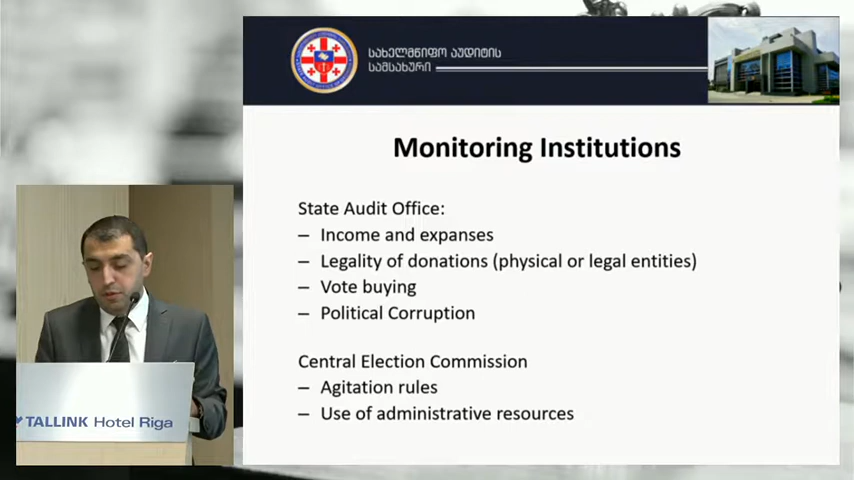 სახელმწიფო აუდიტის
სამსახური
Monitoring Institutions
State Audit Office:
– Income and expanses
– Legality of donations (physical or legal entities)
– Vote buying
– Political Corruption
Central Election Commission
– Agitation rules
– Use of administrative resources
TALLINK Hotel Riga